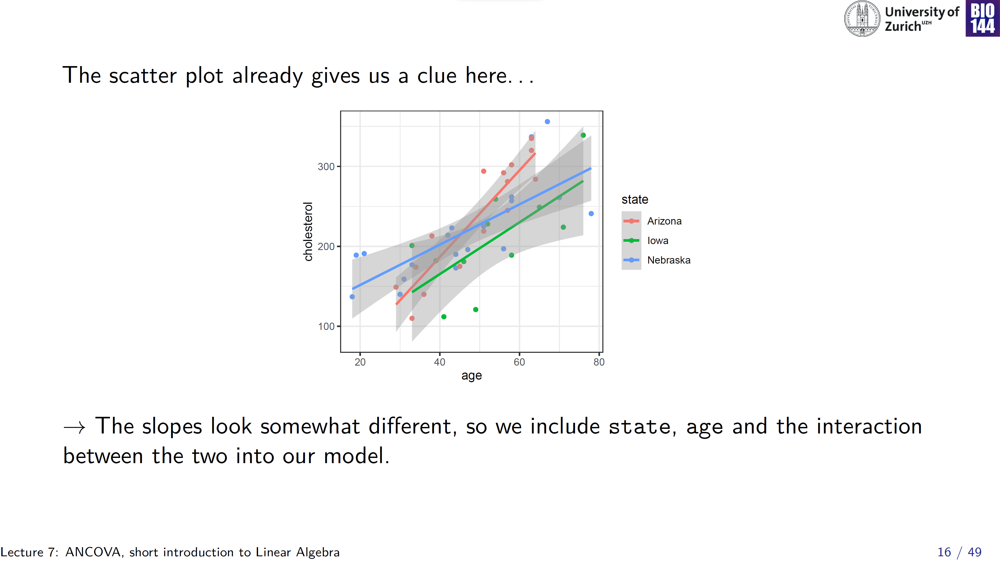 University of
Zurich UZH
BIO
144
The scatter plot already gives us a clue here. . .
300
200
100
cholesterol
20 40 60 80
age
state
Arizona
Iowa
Nebraska
→ The slopes look somewhat different, so we include state, age and the interaction
between the two into our model.
Lecture 7: ANCOVA, short introduction to Linear Algebra
16 / 49